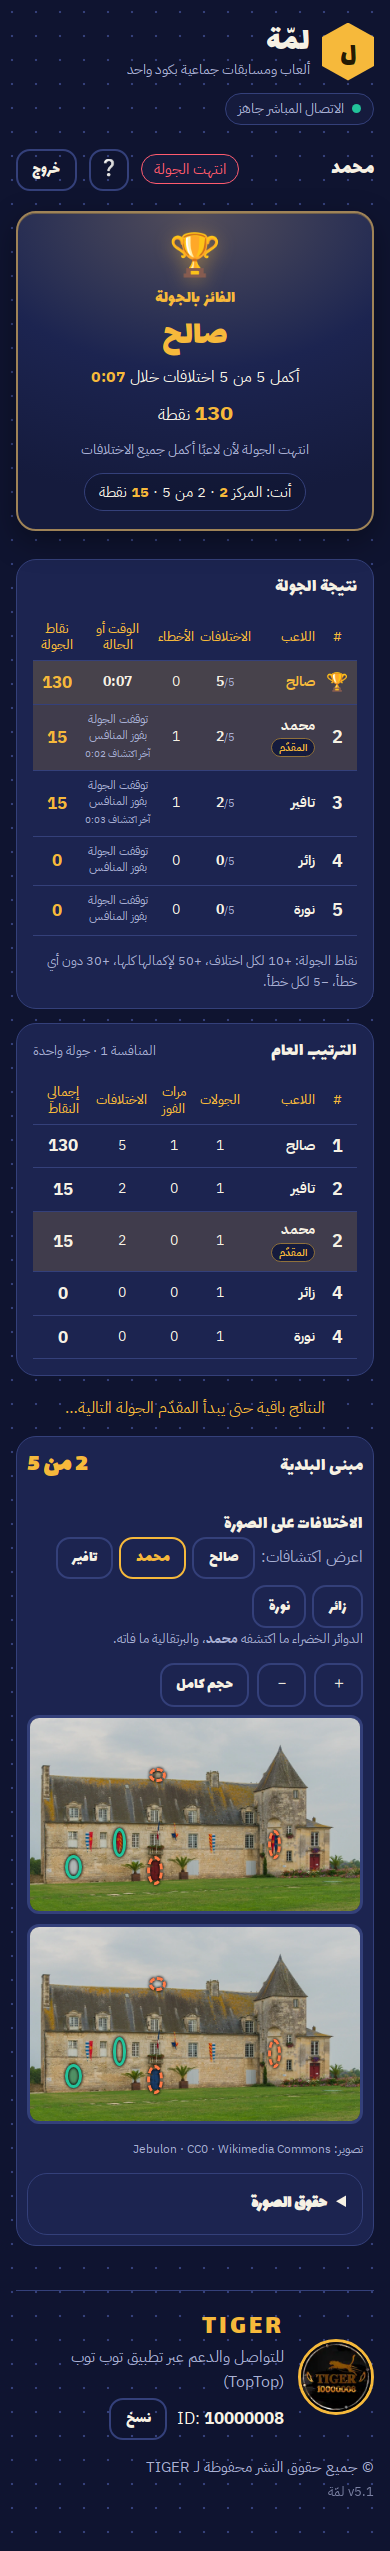 ل
لمّة
ألعاب ومسابقات جماعية بكود واحد
الاتصال المباشر جاهز
محمد
انتهت الجولة
?
خروج
الفائز بالجولة
صالح
أكمل 5 من 5 اختلافات خلال 0:07
130 نقطة
انتهت الجولة لأن لاعبًا أكمل جميع الاختلافات
أنت: المركز 2 · 2 من 5 · 15 نقطة
نتيجة الجولة
# اللاعب الاختلافات الأخطاء الوقت أو الحالة نقاط الجولة
صالح 5/5 0 0:07 130
2 محمد المقدّم 2/5 1 توقفت الجولة بفوز المنافس آخر اكتشاف 0:02 15
3 تافير 2/5 1 توقفت الجولة بفوز المنافس آخر اكتشاف 0:03 15
4 زائر 0/5 0 توقفت الجولة بفوز المنافس 0
5 نورة 0/5 0 توقفت الجولة بفوز المنافس 0
نقاط الجولة: +10 لكل اختلاف، +50 لإكمالها كلها، +30 دون أي
خطأ، −5 لكل خطأ.
الترتيب العام
المنافسة 1 · جولة واحدة
# اللاعب الجولات مرات الفوز الاختلافات إجمالي النقاط
1 صالح 1 1 5 130
2 تافير 1 0 2 15
2 محمد المقدّم 1 0 2 15
4 زائر 1 0 0 0
4 نورة 1 0 0 0
النتائج باقية حتى يبدأ المقدّم الجولة التالية...
مبنى البلدية
2 من 5
الاختلافات على الصورة
اعرض اكتشافات: صالح محمد تافير
زائر نورة
الدوائر الخضراء ما اكتشفه محمد، والبرتقالية ما فاته.
+ − حجم كامل
تصوير: Jebulon · CC0 · Wikimedia Commons
حقوق الصورة
TIGER
للتواصل والدعم عبر تطبيق توب توب
(TopTop)
ID: 10000008 نسخ
TIGER
10000008
© جميع حقوق النشر محفوظة لـ TIGER
لمّة v5.1